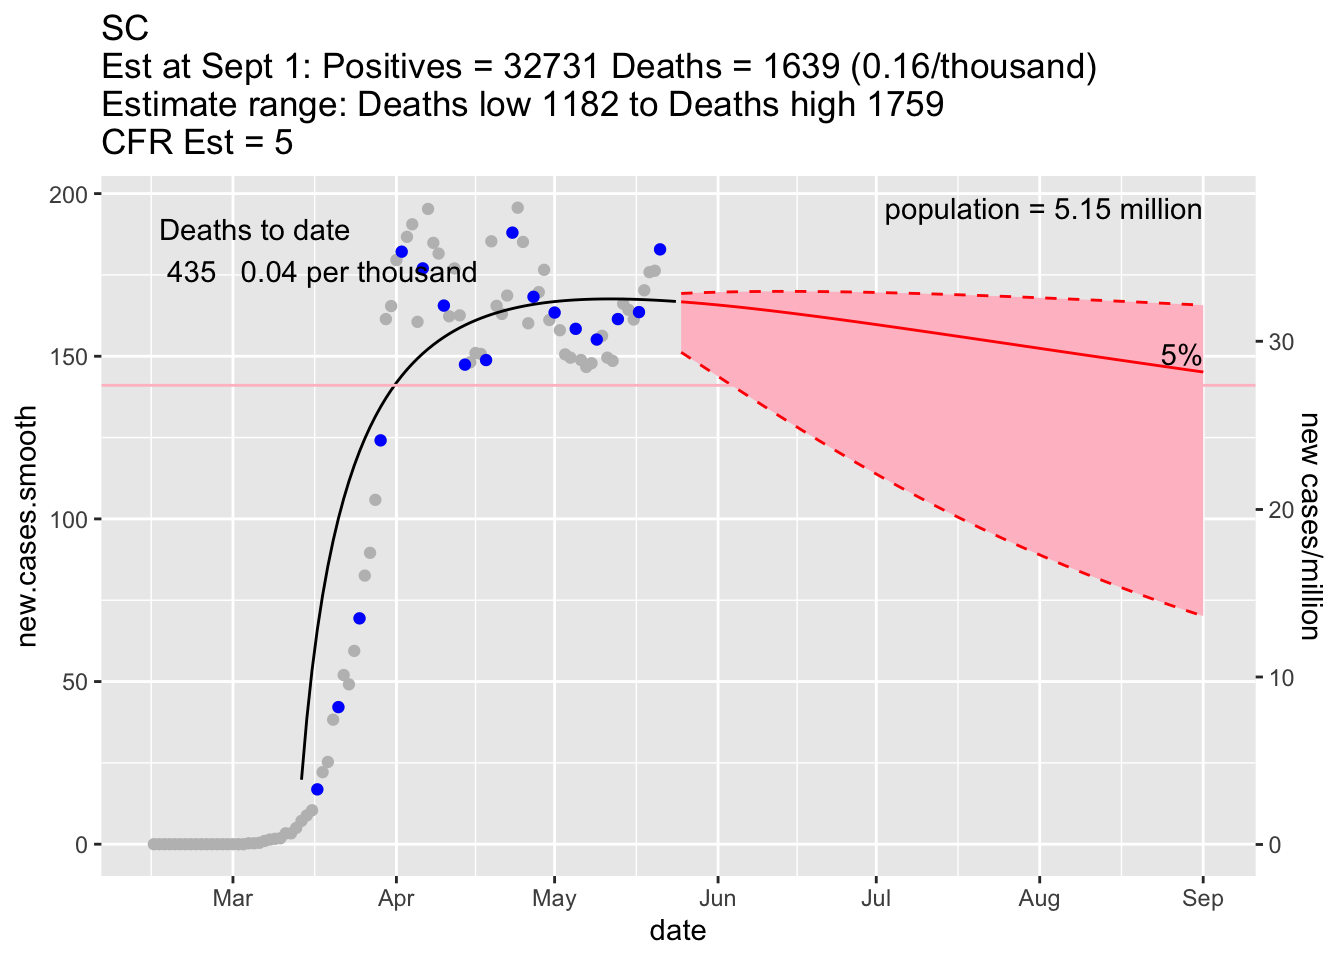 SC
Est at Sept 1: Positives = 32731 Deaths = 1639 (0.16/thousand)
Estimate range: Deaths low 1182 to Deaths high 1759
CFR Est = 5
Deaths to date
435 0.04 per thousand
population = 5.15 million
5%
200
150
100
50
0
new.cases.smooth
30
20
10
0
new cases/million
Mar Apr May Jun Jul Aug Sep
date